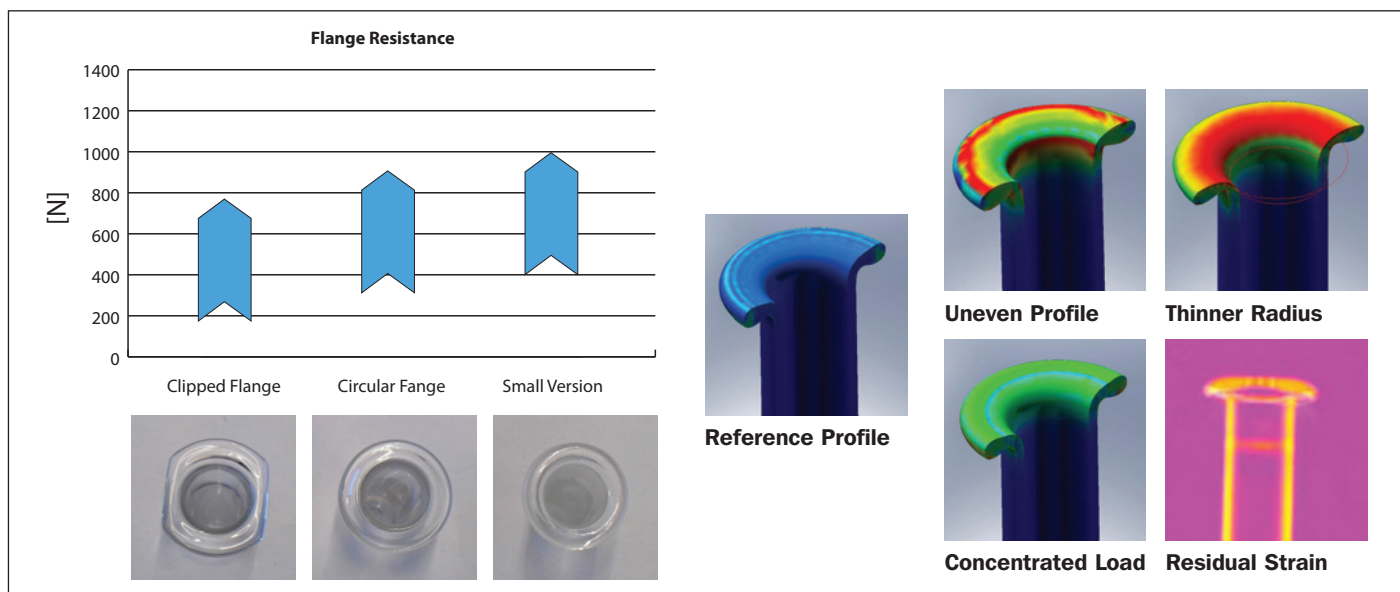 Flange Resistance
[N]
1400
1200
1000
800
600
400
200
0
Clipped Flange
Circular Fange
Small Version
Reference Profile
Uneven Profile
Thinner Radius
Concentrated Load
Residual Strain